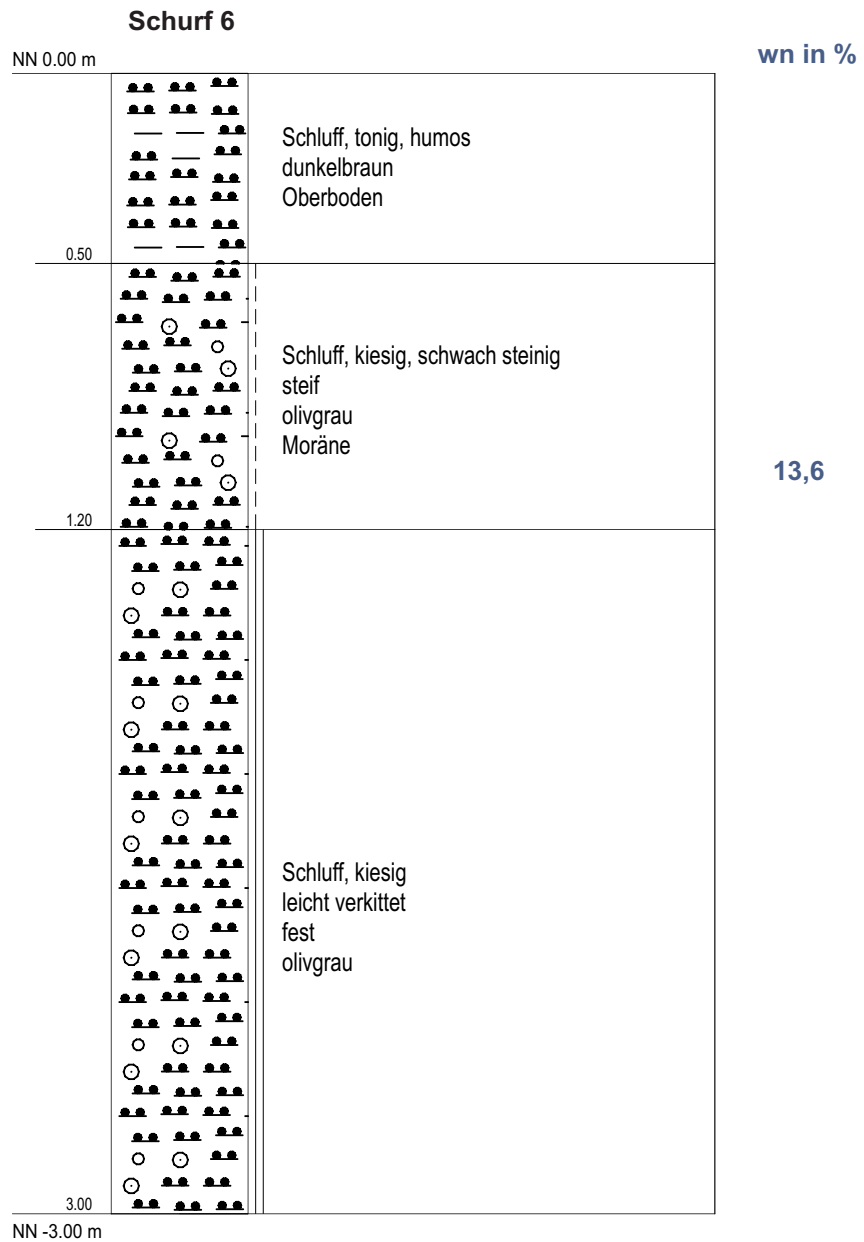 Schurf 6
wn in %
NN 0.00 m
Schluff, tonig, humos
dunkelbraun
Oberboden
0.50
Schluff, kiesig, schwach steinig
steif
olivgrau
Moräne
13,6
1.20
Schluff, kiesig
leicht verkittet
fest
olivgrau
3.00
NN -3.00 m